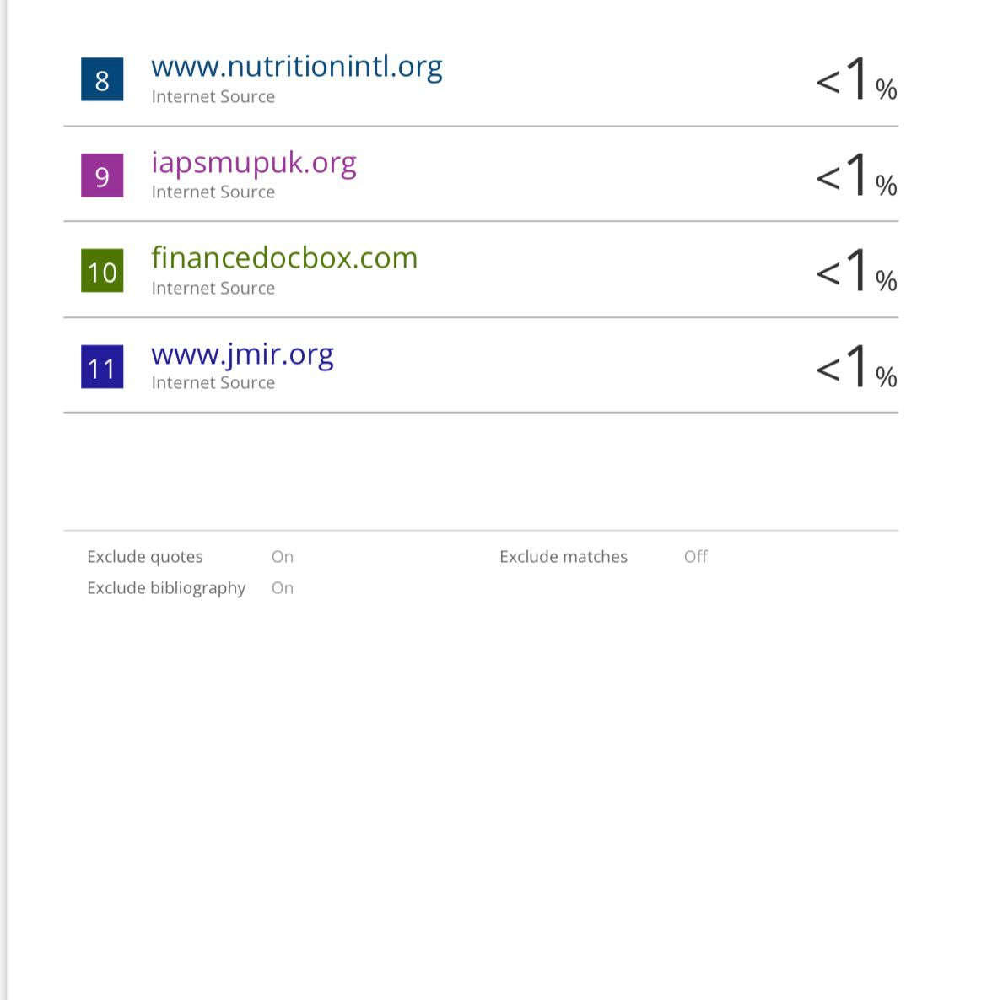 8 www.nutritionintl.org <1%
Internet Source
9 iapsmupuk.org <1%
Internet Source
10 financedocbox.com <1%
Internet Source
11 www.jmir.org <1%
Internet Source
Exclude quotes On Exclude matches Off
Exclude bibliography On